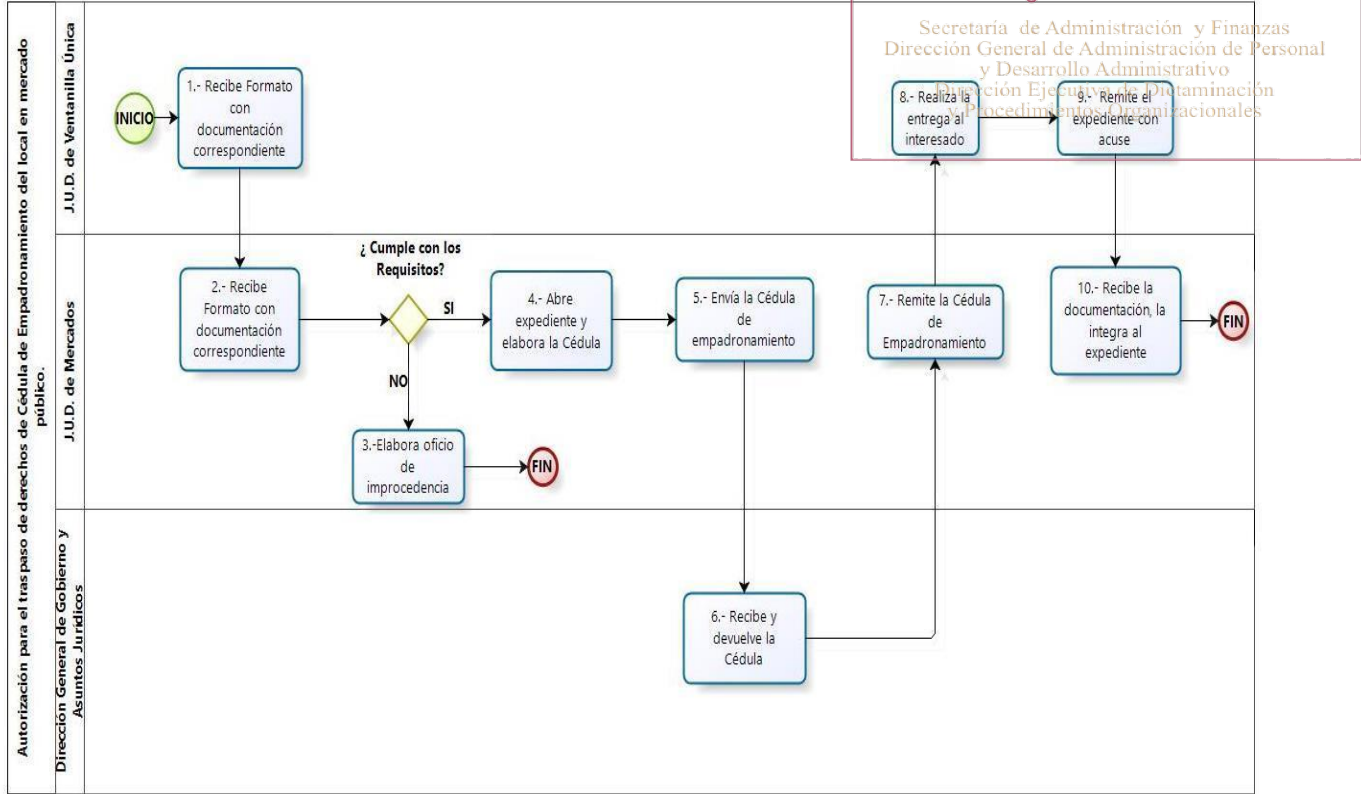 Autorización para el traspaso de derechos de Cédula de Empadronamiento del local en mercado
público.
J.U.D. de Ventanilla Única
INICIO
1.- Recibe Formato
con
documentación
correspondiente
8.- Realiza la
entrega al
interesado
9.- Remite el
expediente con
acuse
Secretaría de Administración y Finanzas
Dirección General de Administración de Personal
y Desarrollo Administrativo
Dirección Ejecutiva de Dictaminación
y Procedimientos Organizacionales
J.U.D. de Mercados
2.- Recibe
Formato con
documentación
correspondiente
¿ Cumple con los
Requisitos?
SI
NO
3.-Elabora oficio
de
improcedencia
FIN
4.- Abre
expediente y
elabora la Cédula
5.- Envía la Cédula
de
empadronamiento
7.- Remite la Cédula
de
Empadronamiento
10.- Recibe la
documentación, la
integra al
expediente
FIN
Dirección General de Gobierno y
Asuntos Jurídicos
6.- Recibe y
devuelve la
Cédula